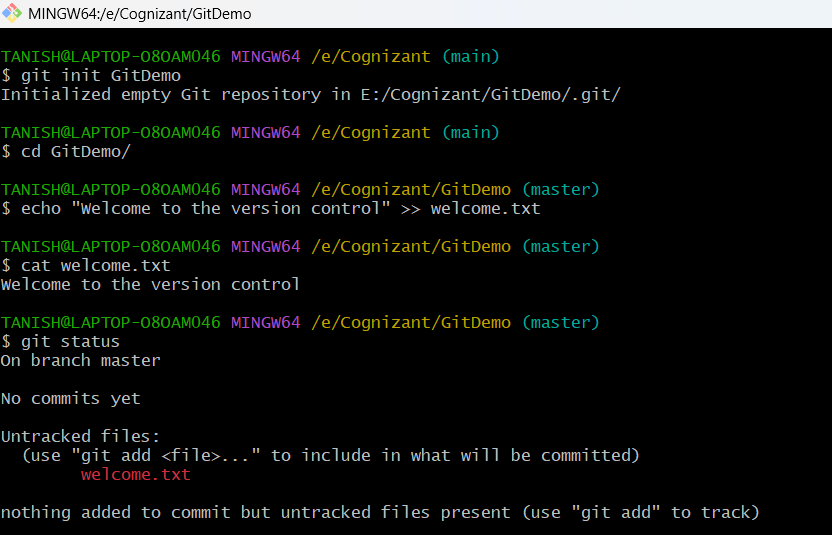 MINGW64:/e/Cognizant/GitDemo
TANISH@LAPTOP-O8OAMO46 MINGW64 /e/Cognizant (main)
$ git init GitDemo
Initialized empty Git repository in E:/Cognizant/GitDemo/.git/
TANISH@LAPTOP-O8OAMO46 MINGW64 /e/Cognizant (main)
$ cd GitDemo/
TANISH@LAPTOP-O8OAMO46 MINGW64 /e/Cognizant/GitDemo (master)
$ echo "Welcome to the version control" >> welcome.txt
TANISH@LAPTOP-O8OAMO46 MINGW64 /e/Cognizant/GitDemo (master)
$ cat welcome.txt
Welcome to the version control
TANISH@LAPTOP-O8OAMO46 MINGW64 /e/Cognizant/GitDemo (master)
$ git status
On branch master
No commits yet
Untracked files:
  (use "git add <file>..." to include in what will be committed)
        welcome.txt
nothing added to commit but untracked files present (use "git add" to track)